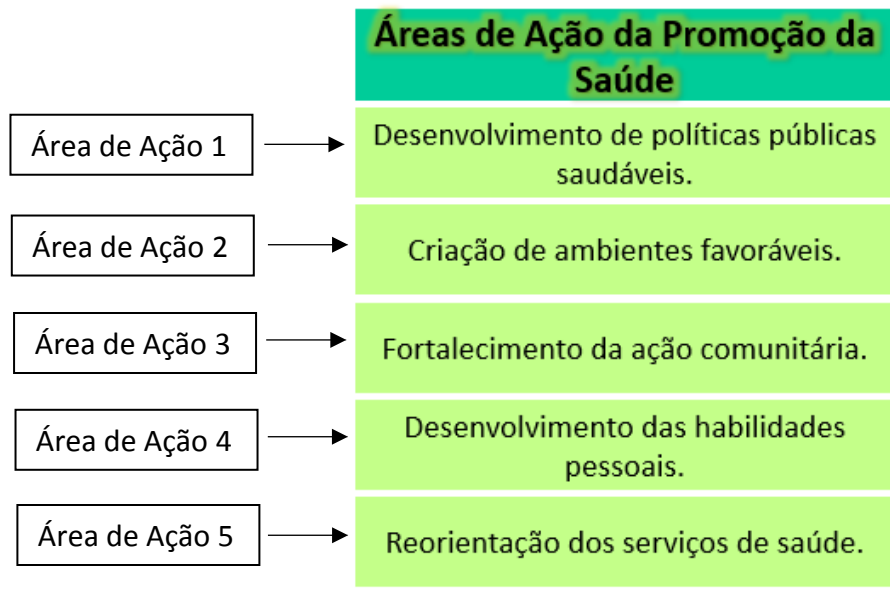 Áreas de Ação da Promoção da
Saúde
Área de Ação 1
Desenvolvimento de políticas públicas
saudáveis.
Área de Ação 2
Criação de ambientes favoráveis.
Área de Ação 3
Fortalecimento da ação comunitária.
Área de Ação 4
Desenvolvimento das habilidades
pessoais.
Área de Ação 5
Reorientação dos serviços de saúde.